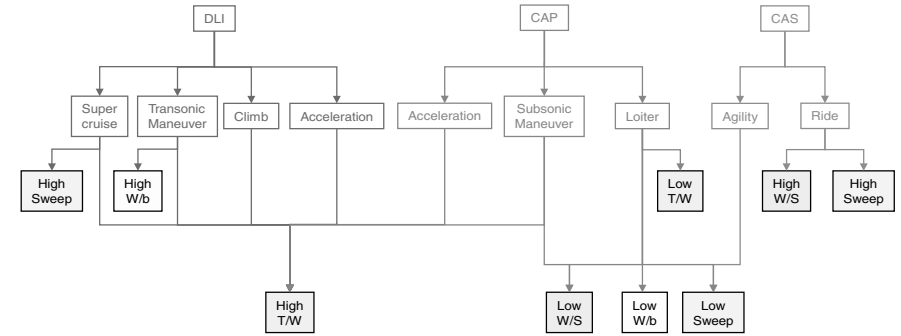 DLI
CAP
CAS
Super
cruise
Transonic
Maneuver
Climb
Acceleration
Acceleration
Subsonic
Maneuver
Loiter
Agility
Ride
High
Sweep
High
W/b
Low
T/W
High
W/S
High
Sweep
High
T/W
Low
W/S
Low
W/b
Low
Sweep